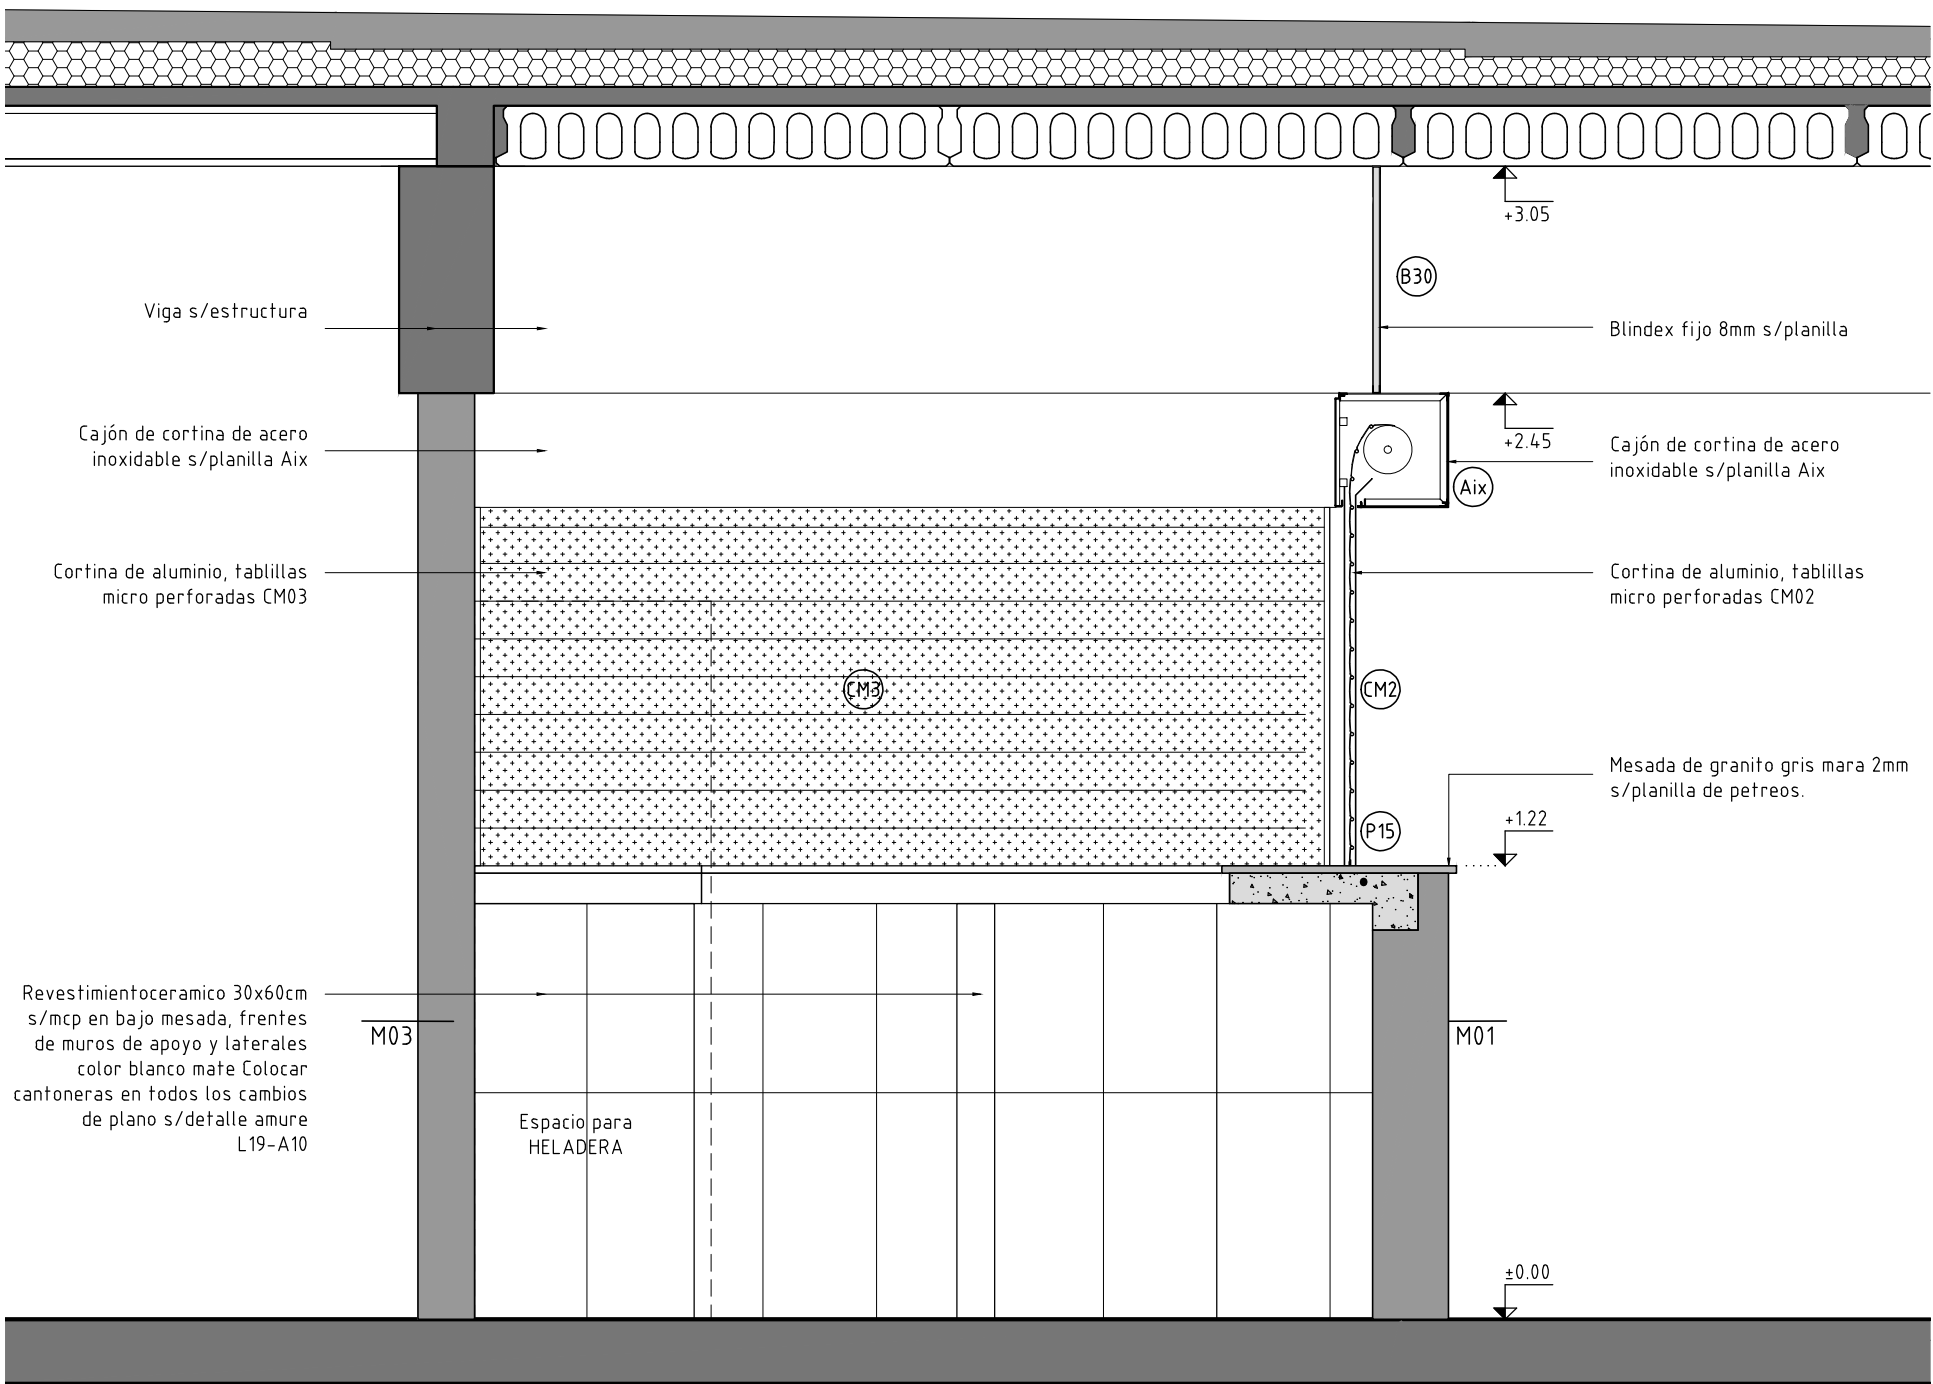 +3.05
B30
Viga s/estructura
Blindex fijo 8mm s/planilla
Cajón de cortina de acero
inoxidable s/planilla Aix
+2.45
Cajón de cortina de acero
inoxidable s/planilla Aix
Aix
Cortina de aluminio, tablillas
micro perforadas CM03
Cortina de aluminio, tablillas
micro perforadas CM02
CM3
CM2
Mesada de granito gris mara 2mm
s/planilla de petreos.
P15
+1.22
Revestimientoceramico 30x60cm
s/mcp en bajo mesada, frentes
de muros de apoyo y laterales
color blanco mate Colocar
cantoneras en todos los cambios
de plano s/detalle amure
L19-A10
M03
M01
Espacio para
HELADERA
±0.00